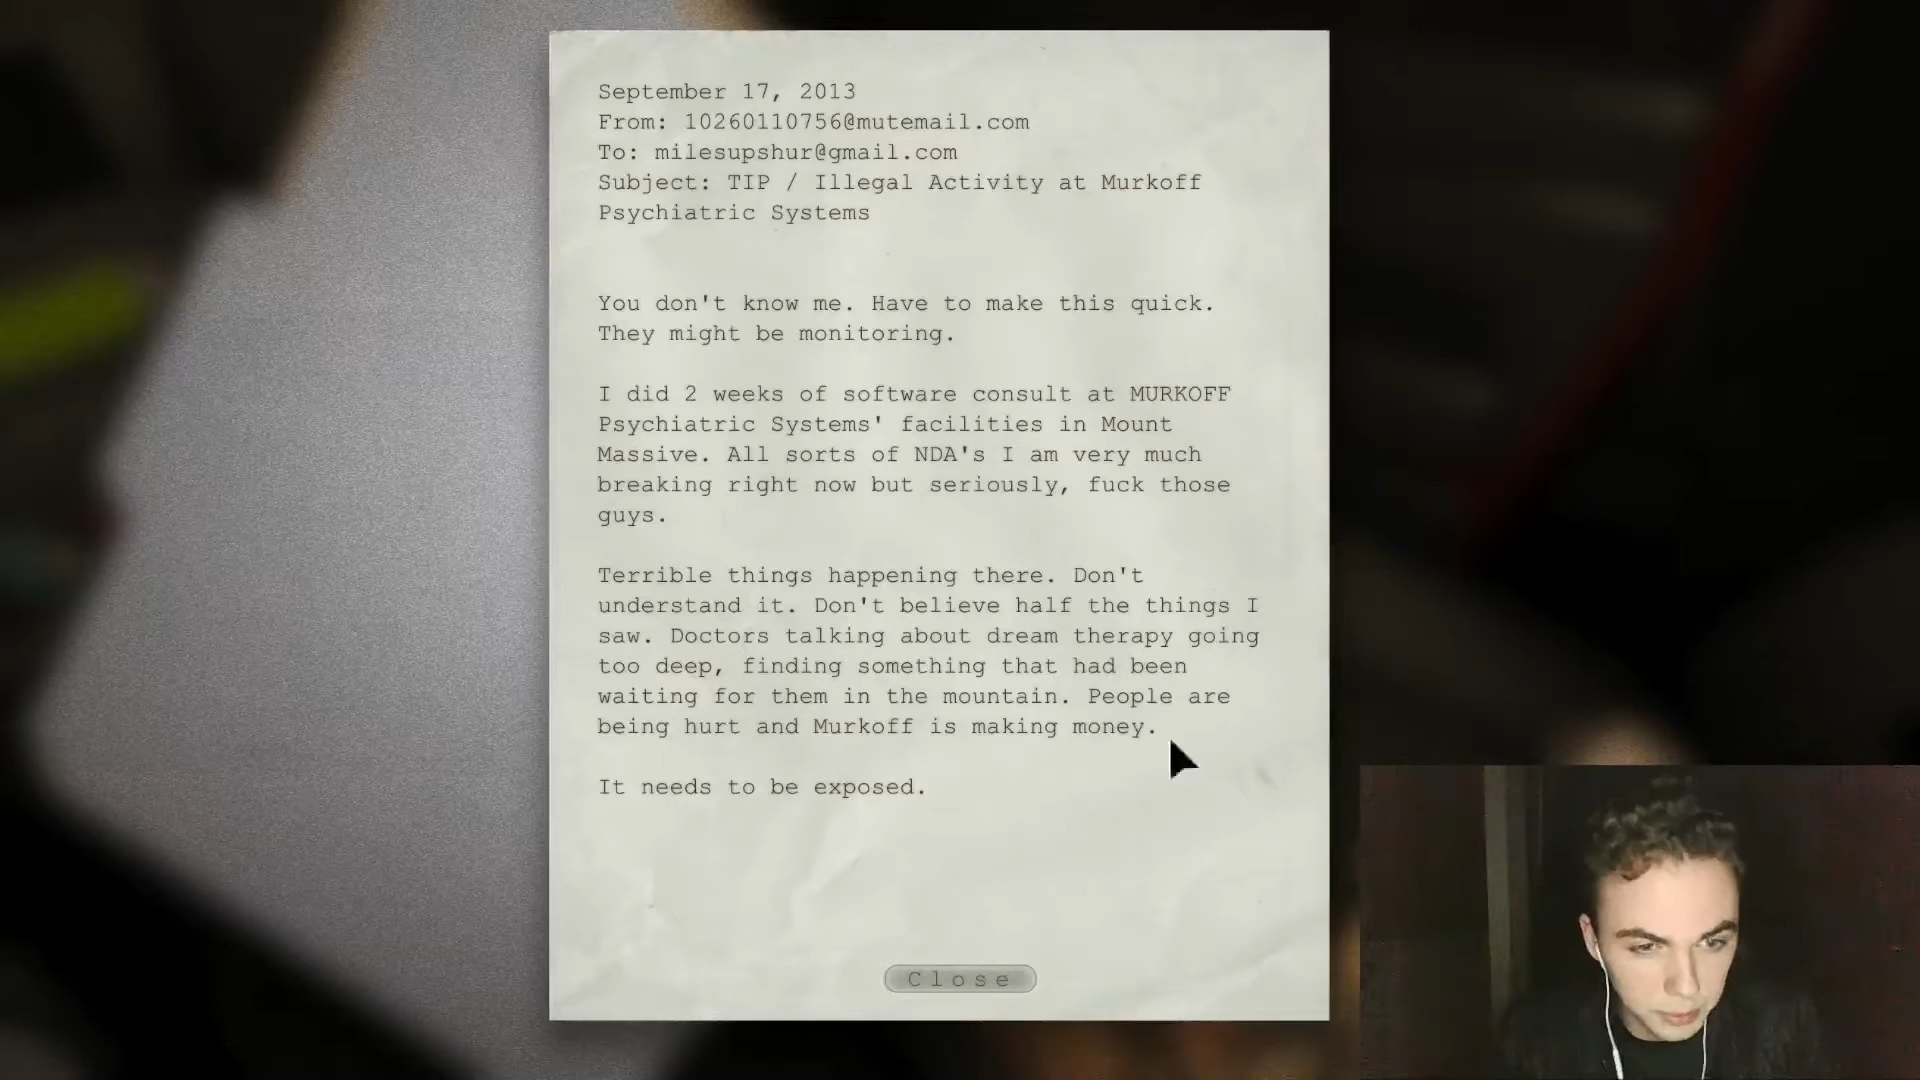 September 17, 2013
From: 10260110756@mutemail.com
To: milesupshur@gmail.com
Subject: TIP / Illegal Activity at Murkoff
Psychiatric Systems
You don't know me. Have to make this quick.
They might be monitoring.
I did 2 weeks of software consult at MURKOFF
Psychiatric Systems' facilities in Mount
Massive. All sorts of NDA's I am very much
breaking right now but seriously, fuck those
guys.
Terrible things happening there. Don't
understand it. Don't believe half the things I
saw. Doctors talking about dream therapy going
too deep, finding something that had been
waiting for them in the mountain. People are
being hurt and Murkoff is making money.
It needs to be exposed.
Close